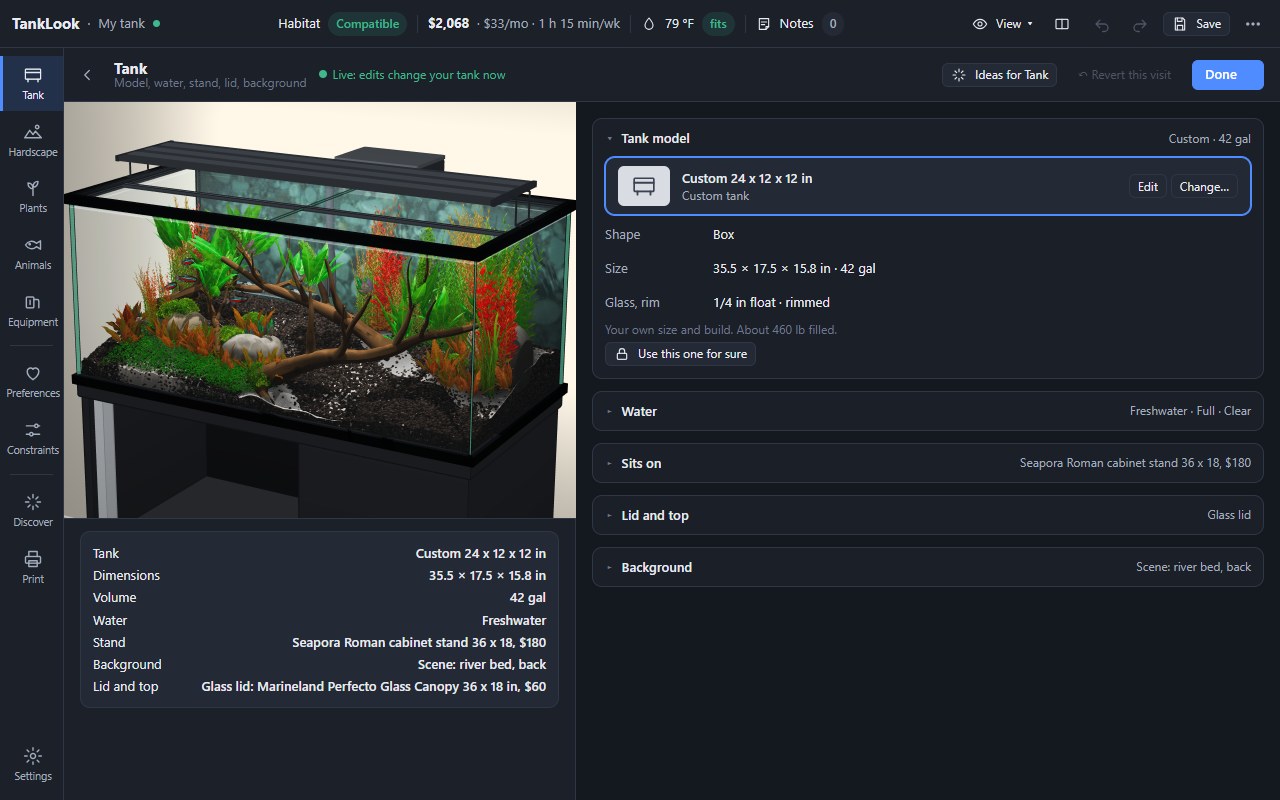 TankLook · My tank
Habitat Compatible $2,068 · $33/mo · 1 h 15 min/wk 79 °F fits Notes 0
View Save
Tank
Model, water, stand, lid, background
Live: edits change your tank now
Ideas for Tank
Revert this visit
Done
Tank
Hardscape
Plants
Animals
Equipment
Preferences
Constraints
Discover
Print
Settings
Tank Custom 24 x 12 x 12 in
Dimensions 35.5 × 17.5 × 15.8 in
Volume 42 gal
Water Freshwater
Stand Seapora Roman cabinet stand 36 x 18, $180
Background Scene: river bed, back
Lid and top Glass lid: Marineland Perfecto Glass Canopy 36 x 18 in, $60
Tank model Custom · 42 gal
Custom 24 x 12 x 12 in
Custom tank
Edit Change...
Shape Box
Size 35.5 × 17.5 × 15.8 in · 42 gal
Glass, rim 1/4 in float · rimmed
Your own size and build. About 460 lb filled.
Use this one for sure
Water Freshwater · Full · Clear
Sits on Seapora Roman cabinet stand 36 x 18, $180
Lid and top Glass lid
Background Scene: river bed, back